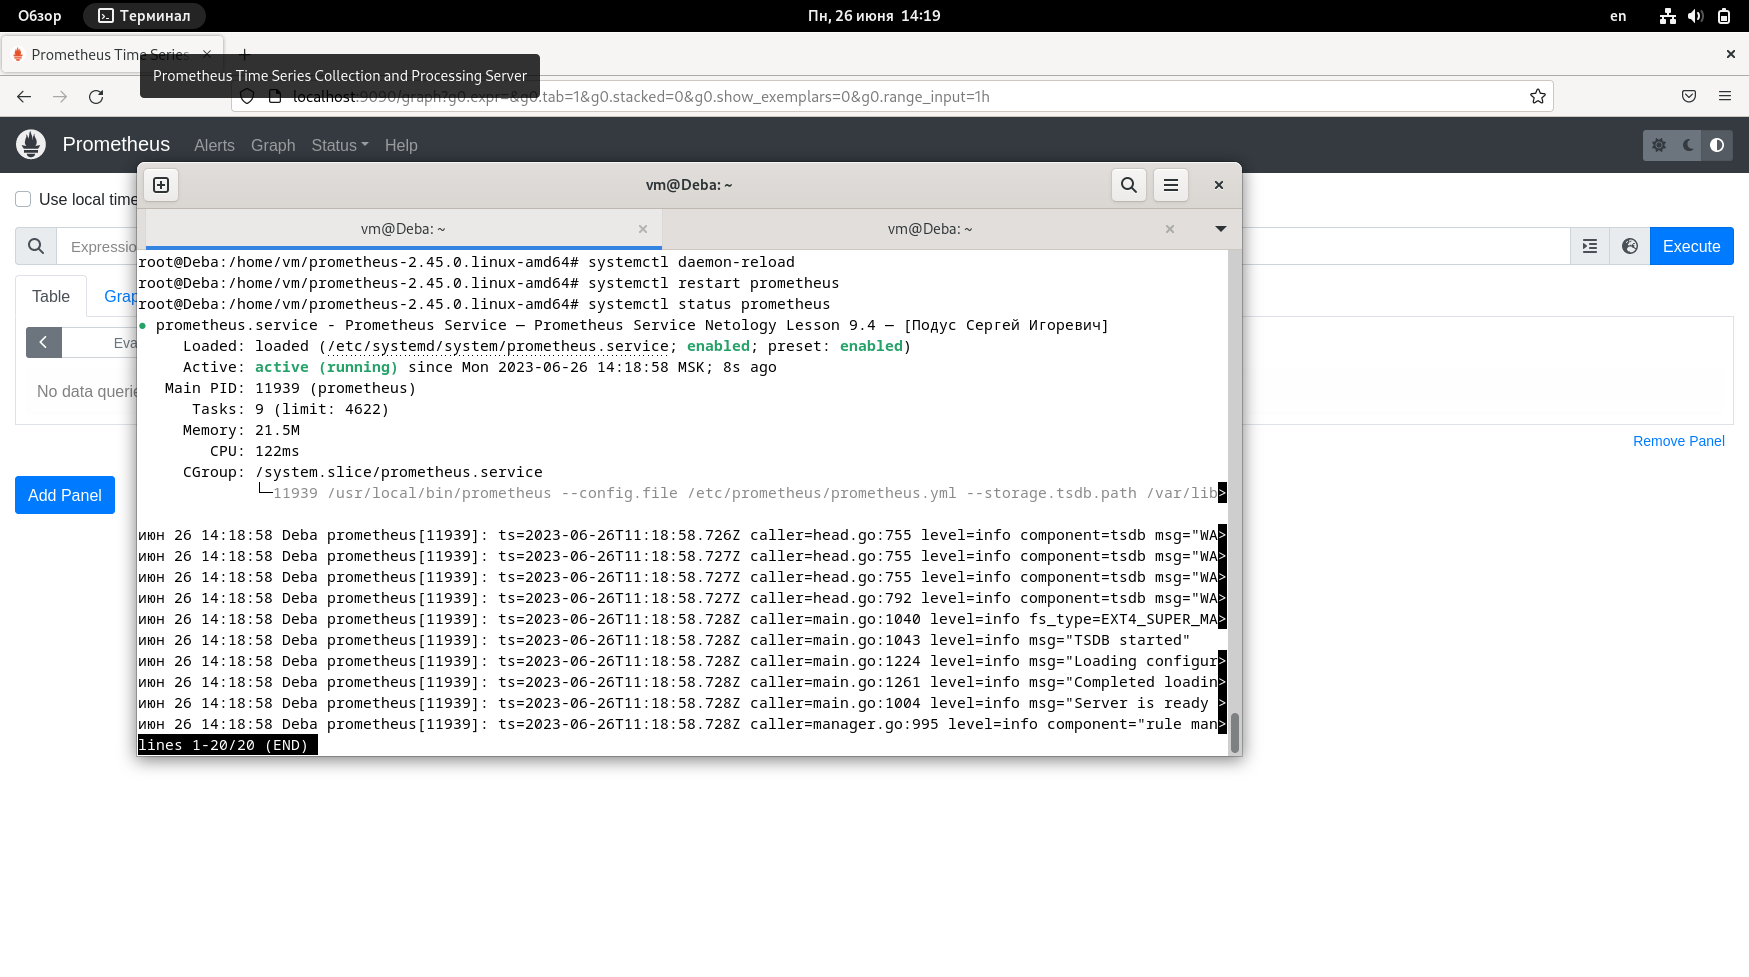 Обзор Терминал Пн, 26 июня 14:19 en
Prometheus Time Series
Prometheus Time Series Collection and Processing Server
localhost:9090/graph?g0.expr=&g0.tab=1&g0.stacked=0&g0.show_exemplars=0&g0.range_input=1h
Prometheus Alerts Graph Status Help
Use local time
Expressio
Execute
Table Grap
Eva
No data querie
Remove Panel
Add Panel
vm@Deba: ~
vm@Deba: ~ vm@Deba: ~
root@Deba:/home/vm/prometheus-2.45.0.linux-amd64# systemctl daemon-reload
root@Deba:/home/vm/prometheus-2.45.0.linux-amd64# systemctl restart prometheus
root@Deba:/home/vm/prometheus-2.45.0.linux-amd64# systemctl status prometheus
● prometheus.service - Prometheus Service — Prometheus Service Netology Lesson 9.4 — [Подус Сергей Игоревич]
Loaded: loaded (/etc/systemd/system/prometheus.service; enabled; preset: enabled)
Active: active (running) since Mon 2023-06-26 14:18:58 MSK; 8s ago
Main PID: 11939 (prometheus)
Tasks: 9 (limit: 4622)
Memory: 21.5M
CPU: 122ms
CGroup: /system.slice/prometheus.service
└─11939 /usr/local/bin/prometheus --config.file /etc/prometheus/prometheus.yml --storage.tsdb.path /var/lib>
июн 26 14:18:58 Deba prometheus[11939]: ts=2023-06-26T11:18:58.726Z caller=head.go:755 level=info component=tsdb msg="WA>
июн 26 14:18:58 Deba prometheus[11939]: ts=2023-06-26T11:18:58.727Z caller=head.go:755 level=info component=tsdb msg="WA>
июн 26 14:18:58 Deba prometheus[11939]: ts=2023-06-26T11:18:58.727Z caller=head.go:755 level=info component=tsdb msg="WA>
июн 26 14:18:58 Deba prometheus[11939]: ts=2023-06-26T11:18:58.727Z caller=head.go:792 level=info component=tsdb msg="WA>
июн 26 14:18:58 Deba prometheus[11939]: ts=2023-06-26T11:18:58.728Z caller=main.go:1040 level=info fs_type=EXT4_SUPER_MA>
июн 26 14:18:58 Deba prometheus[11939]: ts=2023-06-26T11:18:58.728Z caller=main.go:1043 level=info msg="TSDB started"
июн 26 14:18:58 Deba prometheus[11939]: ts=2023-06-26T11:18:58.728Z caller=main.go:1224 level=info msg="Loading configur>
июн 26 14:18:58 Deba prometheus[11939]: ts=2023-06-26T11:18:58.728Z caller=main.go:1261 level=info msg="Completed loadin>
июн 26 14:18:58 Deba prometheus[11939]: ts=2023-06-26T11:18:58.728Z caller=main.go:1004 level=info msg="Server is ready >
июн 26 14:18:58 Deba prometheus[11939]: ts=2023-06-26T11:18:58.728Z caller=manager.go:995 level=info component="rule man>
lines 1-20/20 (END)